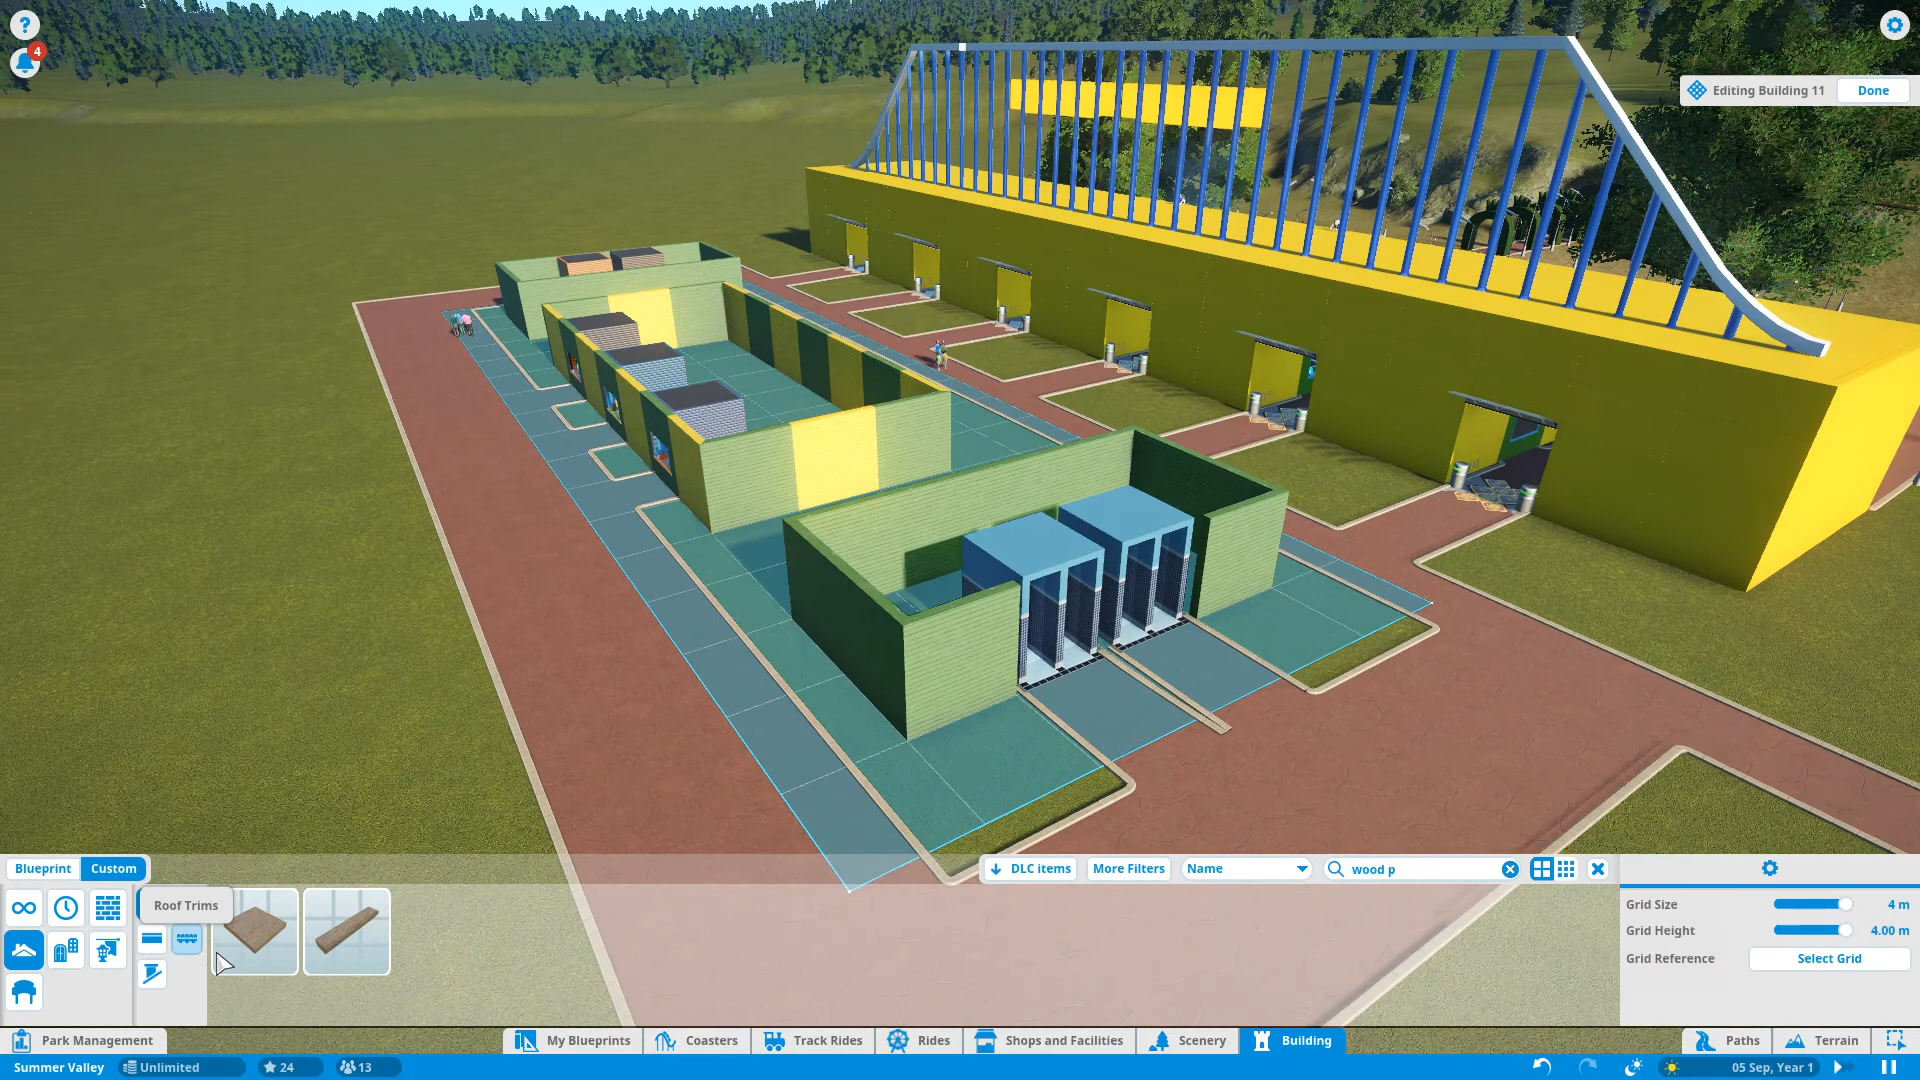 ?
4
Editing Building 11
Done
Blueprint
Custom
DLC items
More Filters
Name
wood p
Roof Trims
Grid Size
4 m
Grid Height
4.00 m
Grid Reference
Select Grid
Park Management
My Blueprints
Coasters
Track Rides
Rides
Shops and Facilities
Scenery
Building
Paths
Terrain
Summer Valley
Unlimited
24
13
05 Sep, Year 1